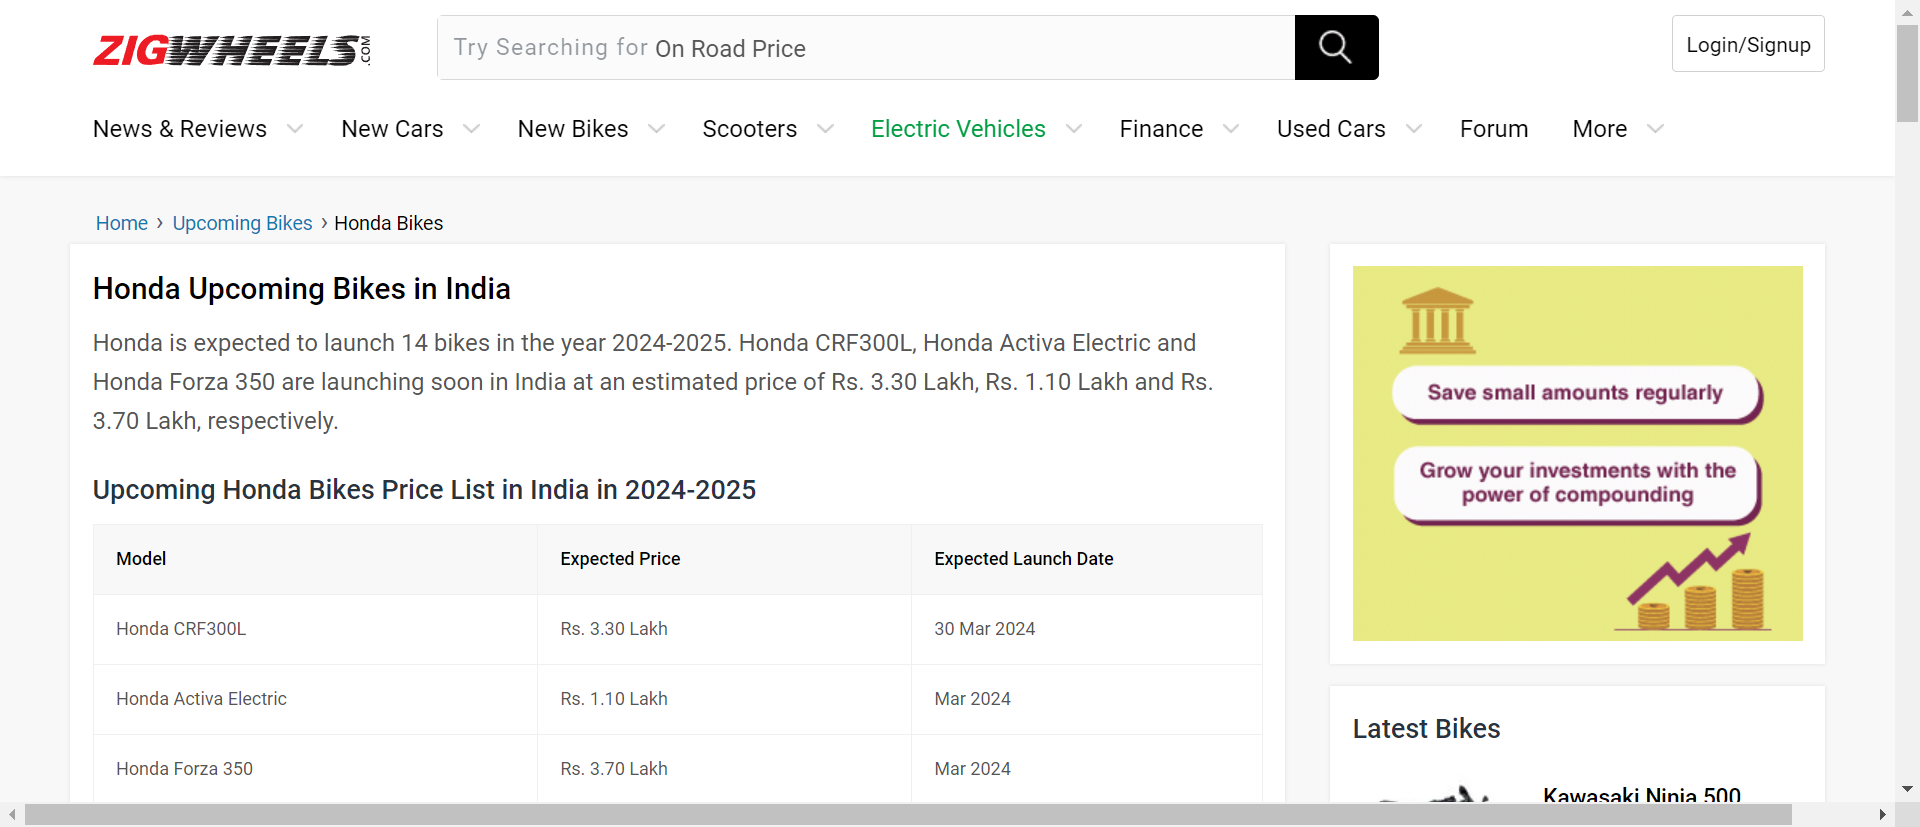 ZIGWHEELS.COM
Try Searching for On Road Price
Login/Signup
News & Reviews New Cars New Bikes Scooters Electric Vehicles Finance Used Cars Forum More
Home › Upcoming Bikes › Honda Bikes
Honda Upcoming Bikes in India
Honda is expected to launch 14 bikes in the year 2024-2025. Honda CRF300L, Honda Activa Electric and
Honda Forza 350 are launching soon in India at an estimated price of Rs. 3.30 Lakh, Rs. 1.10 Lakh and Rs.
3.70 Lakh, respectively.
Upcoming Honda Bikes Price List in India in 2024-2025
Model Expected Price Expected Launch Date
Honda CRF300L Rs. 3.30 Lakh 30 Mar 2024
Honda Activa Electric Rs. 1.10 Lakh Mar 2024
Honda Forza 350 Rs. 3.70 Lakh Mar 2024
Save small amounts regularly
Grow your investments with the
power of compounding
Latest Bikes
Kawasaki Ninja 500